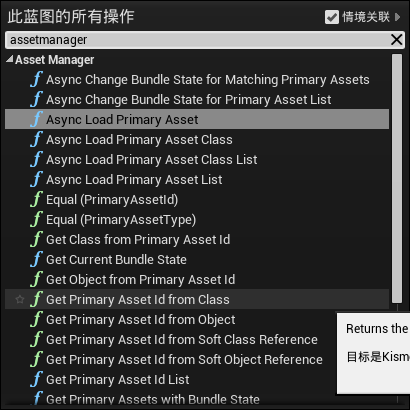 此蓝图的所有操作
情境关联
assetmanager
Asset Manager
Async Change Bundle State for Matching Primary Assets
Async Change Bundle State for Primary Asset List
Async Load Primary Asset
Async Load Primary Asset Class
Async Load Primary Asset Class List
Async Load Primary Asset List
Equal (PrimaryAssetId)
Equal (PrimaryAssetType)
Get Class from Primary Asset Id
Get Current Bundle State
Get Object from Primary Asset Id
Get Primary Asset Id from Class
Get Primary Asset Id from Object
Get Primary Asset Id from Soft Class Reference
Get Primary Asset Id from Soft Object Reference
Get Primary Asset Id List
Get Primary Assets with Bundle State
Returns the
目标是Kisme